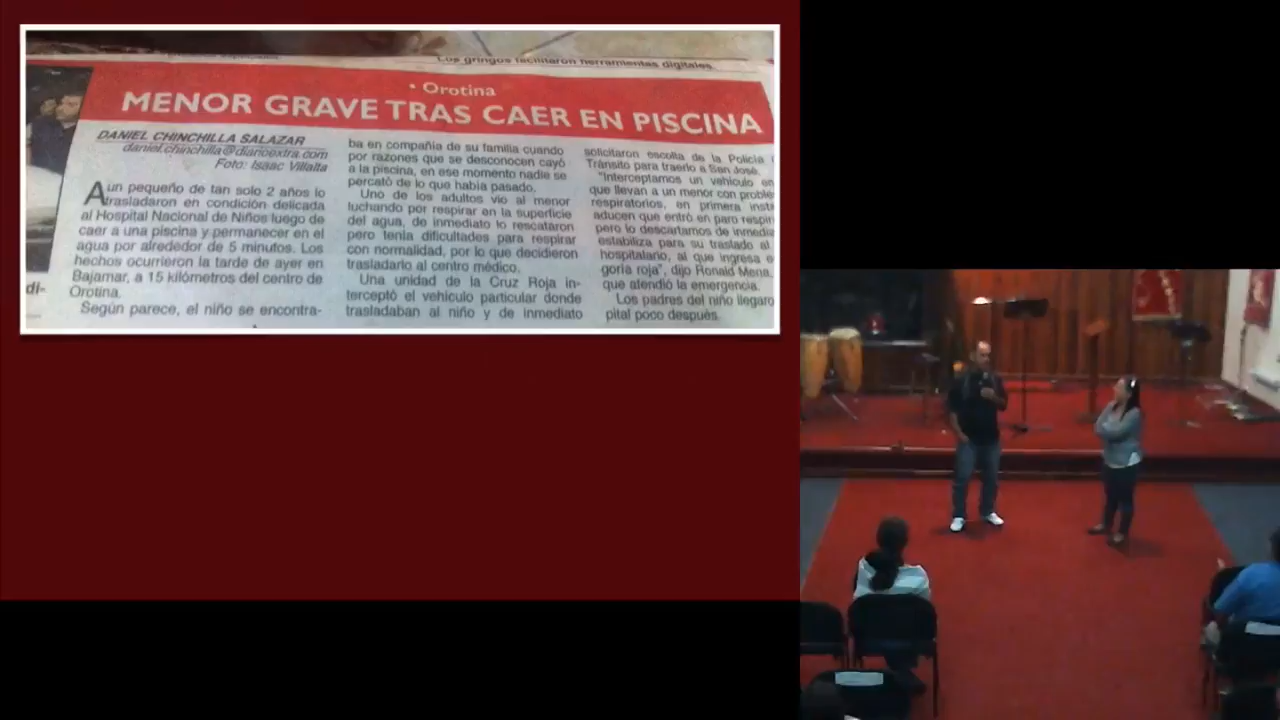 Los gringos facilitaron herramientas digitales.
• Orotina
MENOR GRAVE TRAS CAER EN PISCINA
DANIEL CHINCHILLA SALAZAR
daniel.chinchilla@diarioextra.com
Foto: Isaac Villalta
Aun pequeño de tan solo 2 años lo
trasladaron en condición delicada
al Hospital Nacional de Niños luego de
caer a una piscina y permanecer en el
agua por alrededor de 5 minutos. Los
hechos ocurrieron la tarde de ayer en
Bajamar, a 15 kilómetros del centro de
Orotina.
Según parece, el niño se encontra-
ba en compañía de su familia cuando
por razones que se desconocen cayó
a la piscina, en ese momento nadie se
percató de lo que había pasado.
Uno de los adultos vio al menor
luchando por respirar en la superficie
del agua, de inmediato lo rescataron
pero tenía dificultades para respirar
con normalidad, por lo que decidieron
trasladarlo al centro médico.
Una unidad de la Cruz Roja in-
terceptó el vehículo particular donde
trasladaban al niño y de inmediato
solicitaron escolta de la Policía
Tránsito para traerlo a San José.
"Interceptamos un vehículo en
que llevan a un menor con proble
respiratorios, en primera inst
aducen que entró en paro respir
pero lo descartamos de inmedia
estabiliza para su traslado al
hospitalario, al que ingresa e
goría roja", dijo Ronald Mena,
que atendió la emergencia.
Los padres del niño llegaro
pital poco después.
di-